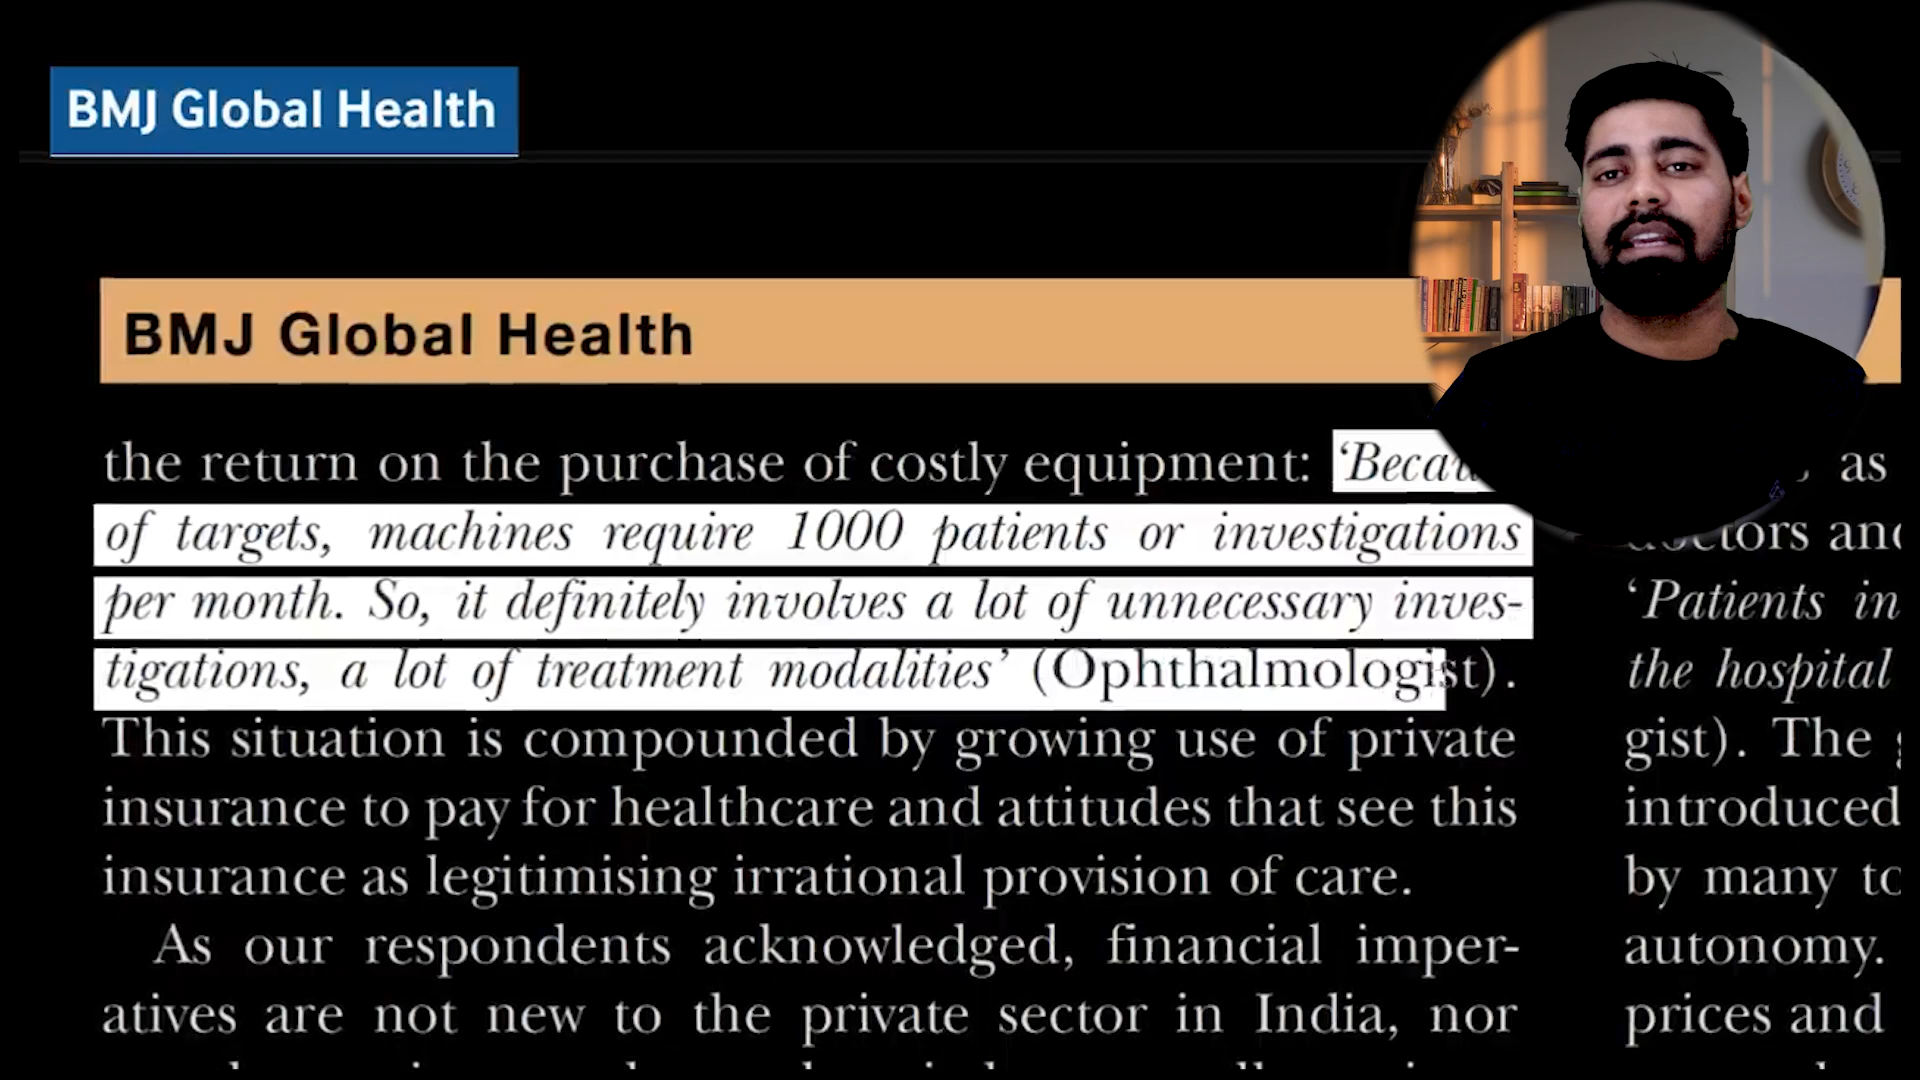 BMJ Global Health
BMJ Global Health
the return on the purchase of costly equipment:
of targets, machines require 1000 patients or investigations
per month. So, it definitely involves a lot of unnecessary inves-
tigations, a lot of treatment modalities' (Ophthalmologist).
This situation is compounded by growing use of private
insurance to pay for healthcare and attitudes that see this
insurance as legitimising irrational provision of care.
As our respondents acknowledged, financial imper-
atives are not new to the private sector in India, nor
as
'Patients in
the hospital
gist). The
introduced
by many to
autonomy.
prices and